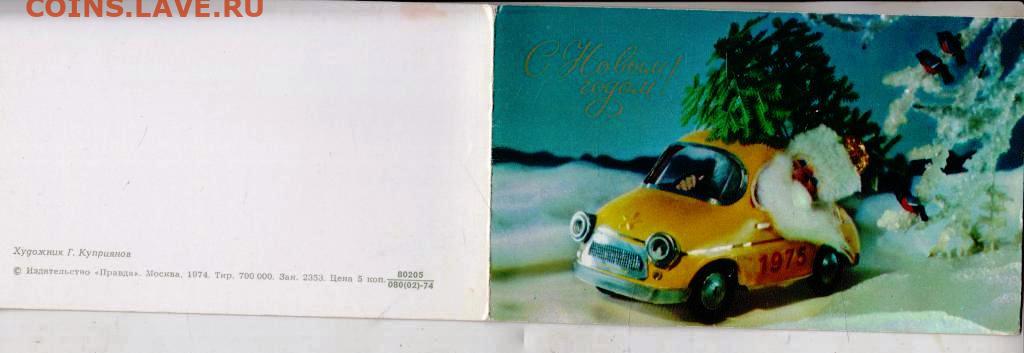 COINS.LAVE.RU
С Новым
годом!
1975
Художник Г. Куприянов
© Издательство «Правда». Москва, 1974. Тир. 700 000. Зак. 2353. Цена 5 коп. 80205
080(02)-74